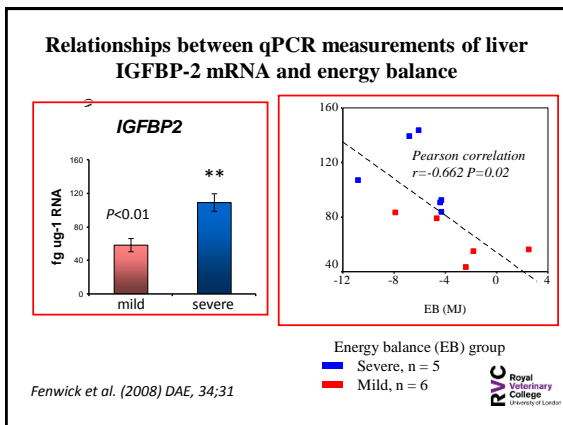 Relationships between qPCR measurements of liver
IGFBP-2 mRNA and energy balance
IGFBP2
160
120
80
40
0
fg ug-1 RNA
P<0.01
**
mild
severe
160
120
80
40
Pearson correlation
r=-0.662 P=0.02
-12
-8
-4
0
4
EB (MJ)
Energy balance (EB) group
Severe, n = 5
Mild, n = 6
Fenwick et al. (2008) DAE, 34;31
RVC
Royal
Veterinary
College
University of London